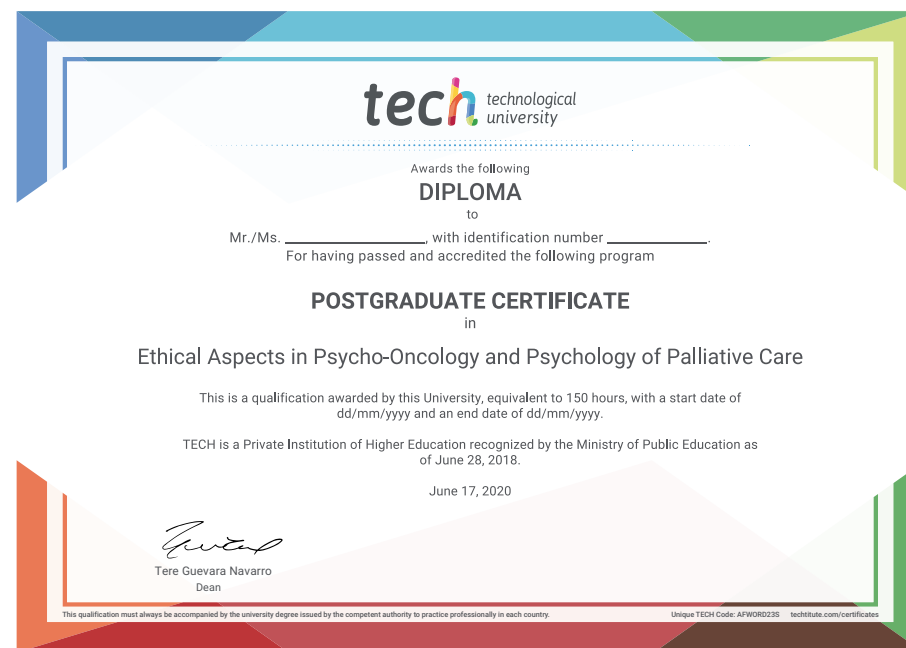 tech technological
university
Awards the following
DIPLOMA
to
Mr./Ms. ____________________, with identification number ______________.
For having passed and accredited the following program
POSTGRADUATE CERTIFICATE
in
Ethical Aspects in Psycho-Oncology and Psychology of Palliative Care
This is a qualification awarded by this University, equivalent to 150 hours, with a start date of
dd/mm/yyyy and an end date of dd/mm/yyyy.
TECH is a Private Institution of Higher Education recognized by the Ministry of Public Education as
of June 28, 2018.
June 17, 2020
Tere Guevara Navarro
Dean
This qualification must always be accompanied by the university degree issued by the competent authority to practice professionally in each country. Unique TECH Code: AFWORD23S techtitute.com/certificates